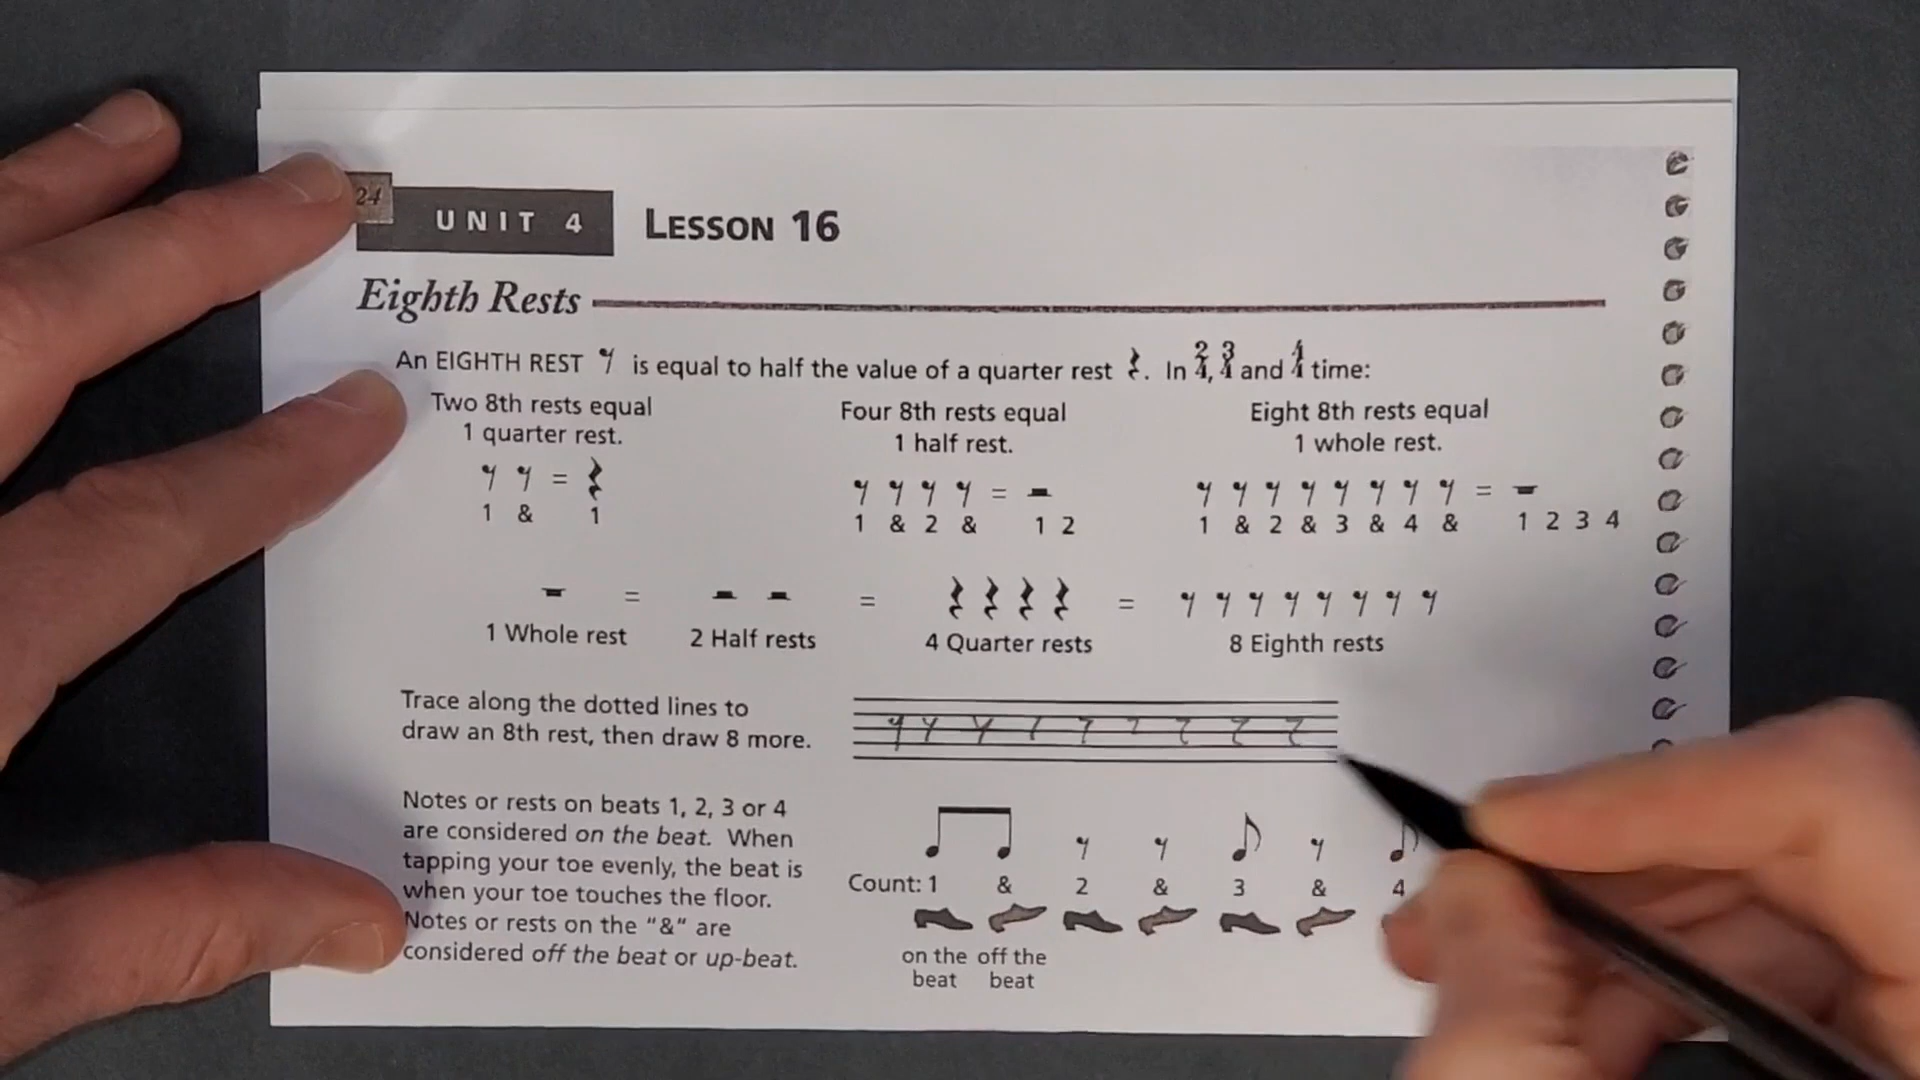 24
UNIT 4 LESSON 16
Eighth Rests
An EIGHTH REST is equal to half the value of a quarter rest . In 2/4, 3/4 and 4/4 time:
Two 8th rests equal
1 quarter rest.
=
1 & 1
Four 8th rests equal
1 half rest.
=
1 & 2 & 1 2
Eight 8th rests equal
1 whole rest.
=
1 & 2 & 3 & 4 & 1 2 3 4
= = =
1 Whole rest 2 Half rests 4 Quarter rests 8 Eighth rests
Trace along the dotted lines to
draw an 8th rest, then draw 8 more.
Notes or rests on beats 1, 2, 3 or 4
are considered on the beat. When
tapping your toe evenly, the beat is
when your toe touches the floor.
Notes or rests on the "&" are
considered off the beat or up-beat.
Count: 1 & 2 & 3 & 4
on the off the
beat beat